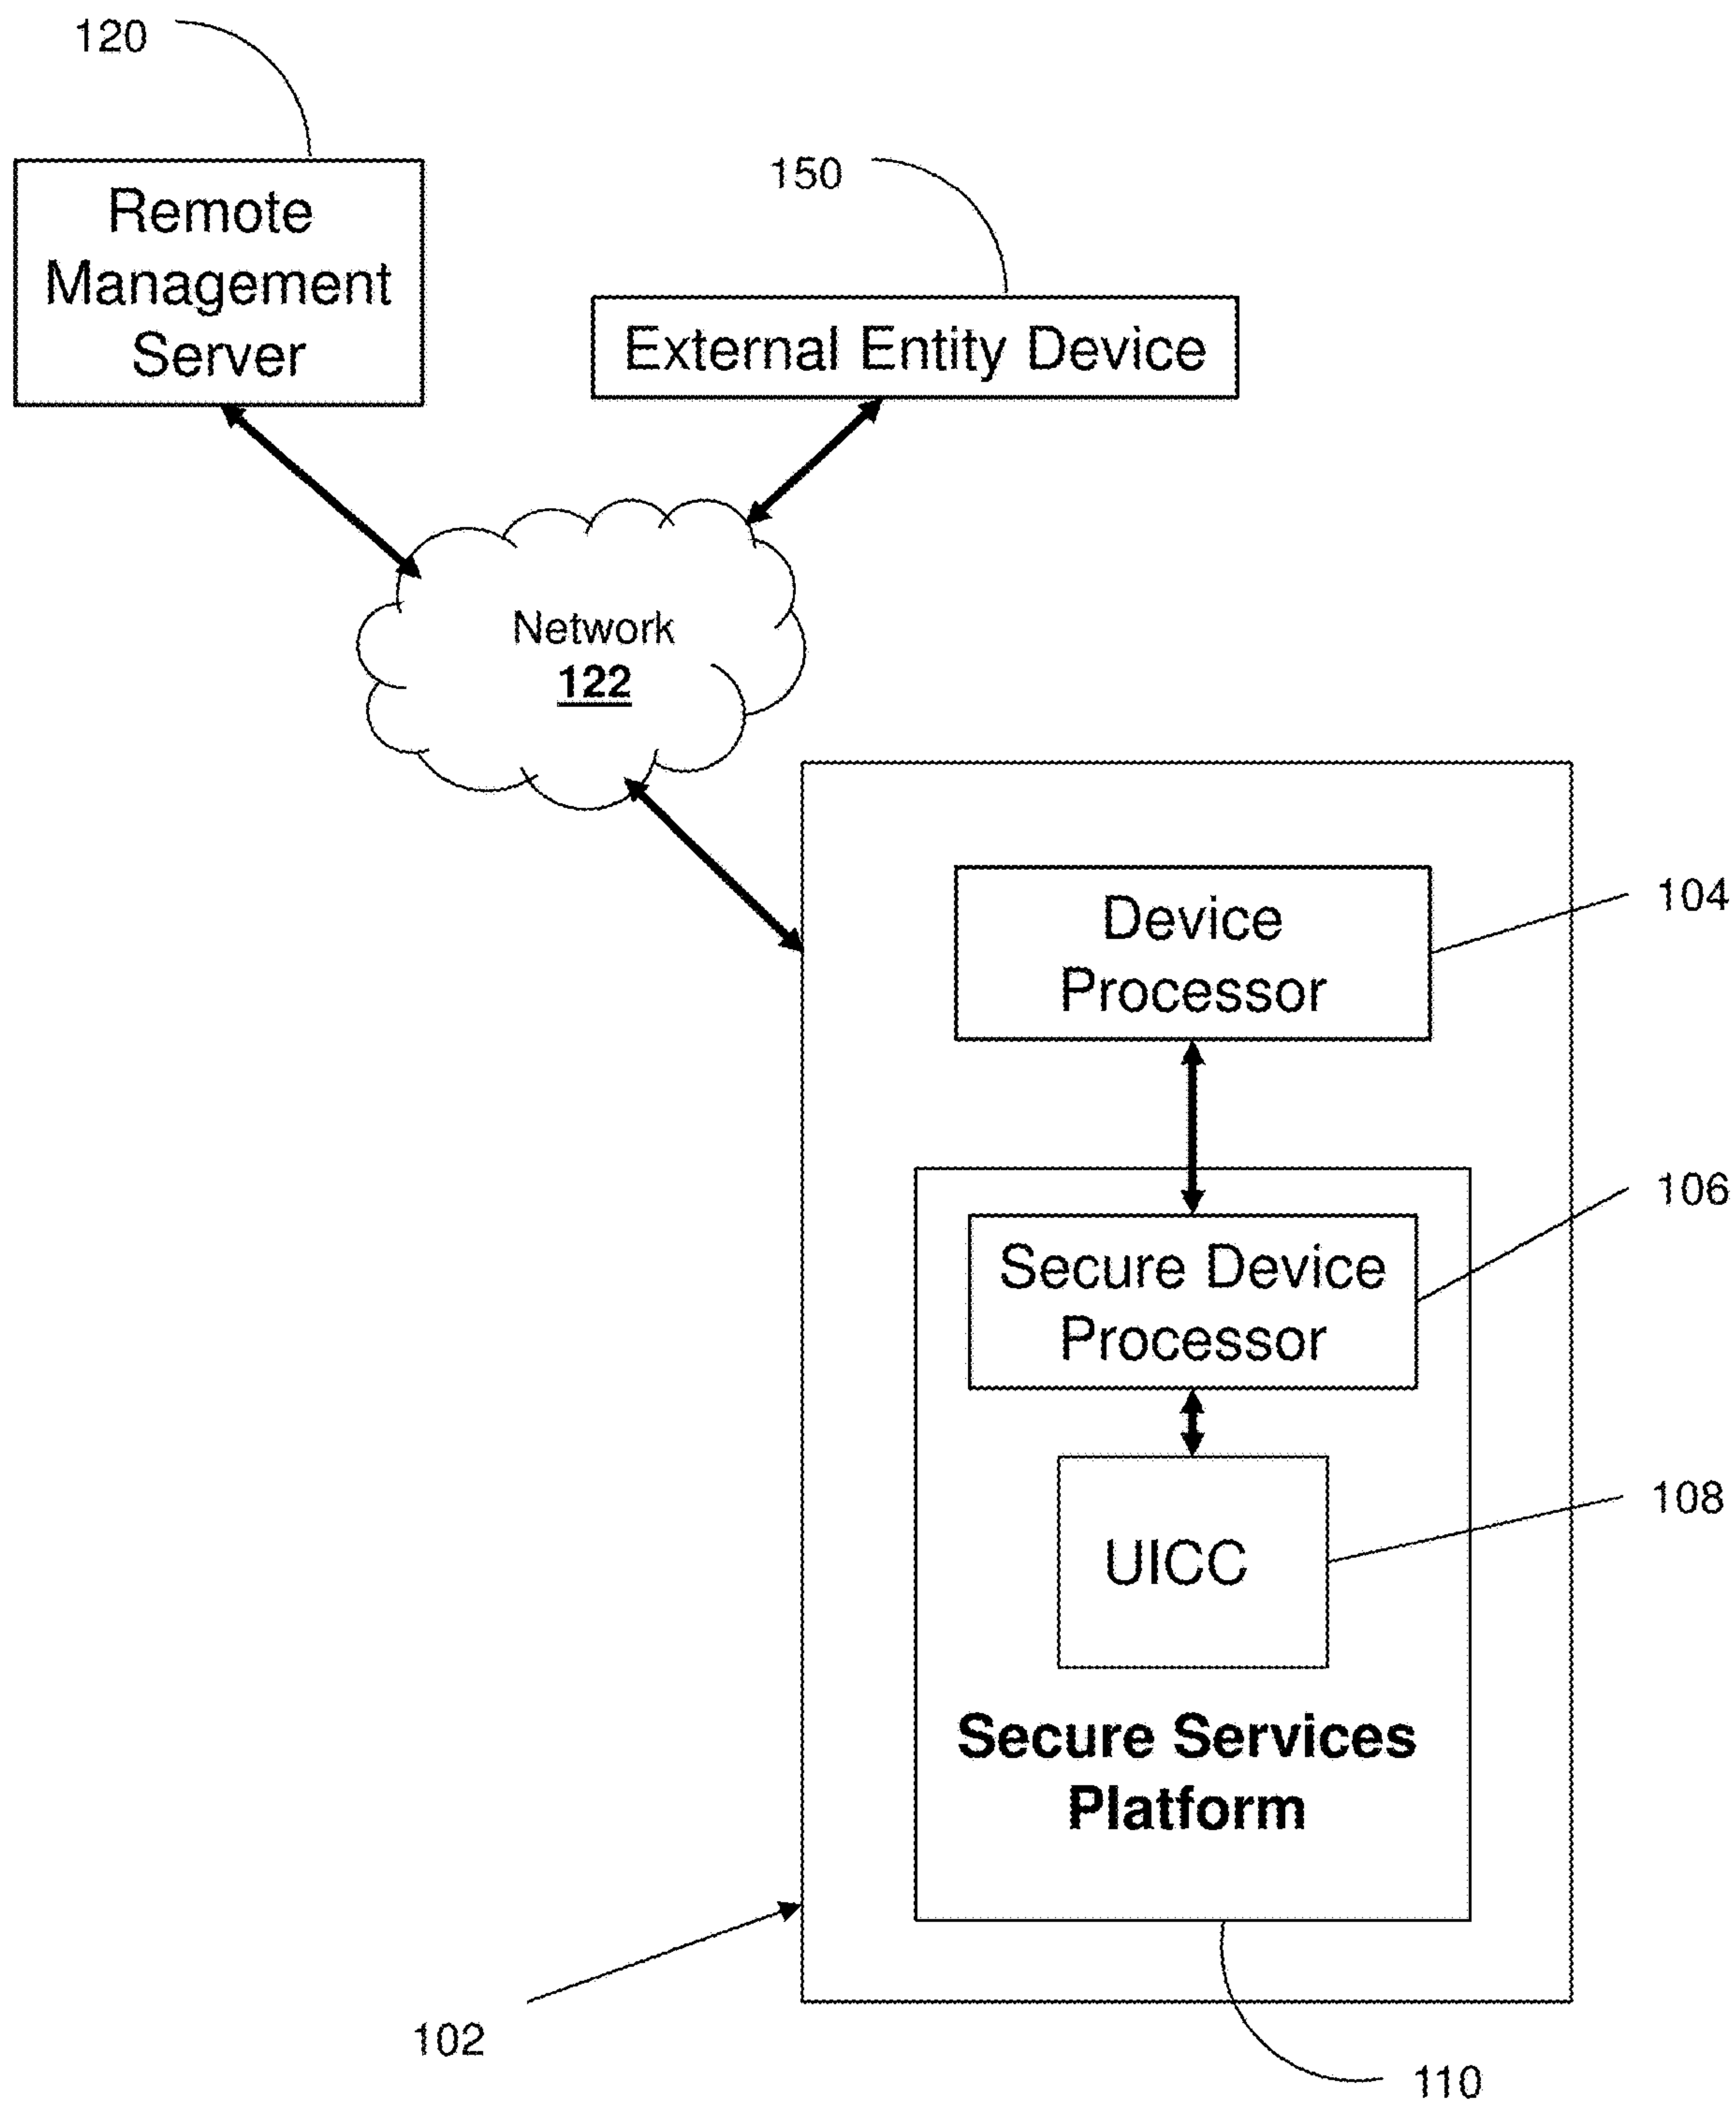 120
Remote
Management
Server
150
External Entity Device
Network
122
Device
Processor
104
Secure Device
Processor
106
UICC
108
Secure Services
Platform
102
110